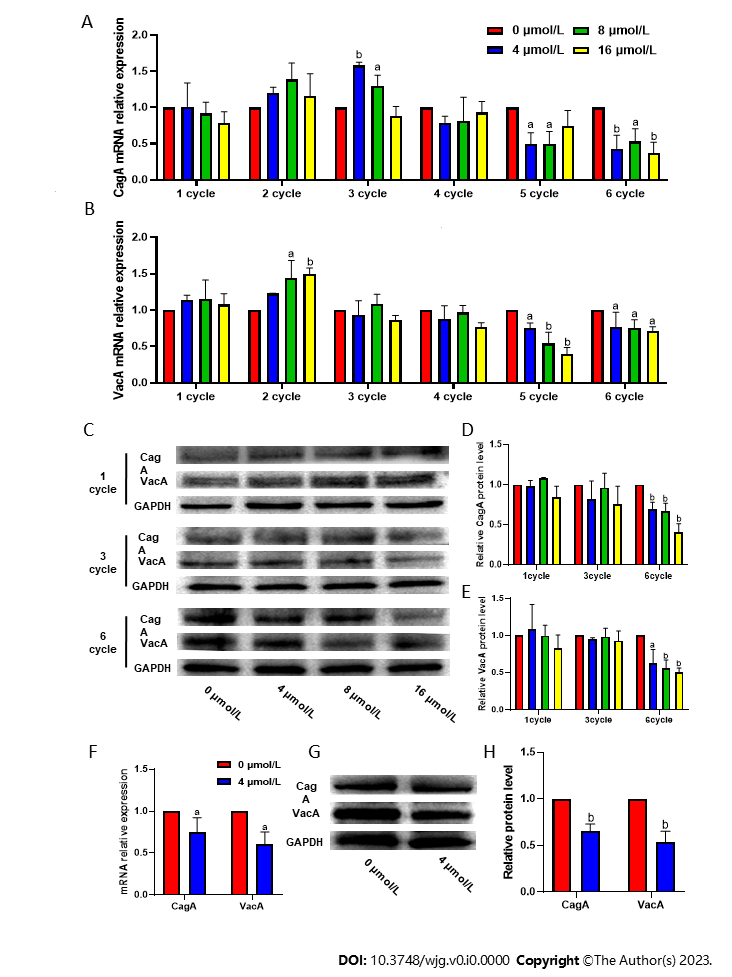 A
CagA mRNA relative expression
2.0
1.5
1.0
0.5
0.0
0 µmol/L
8 µmol/L
4 µmol/L
16 µmol/L
b
a
a
a
b
a
b
1 cycle
2 cycle
3 cycle
4 cycle
5 cycle
6 cycle
B
VacA mRNA relative expression
2.0
1.5
1.0
0.5
0.0
a
b
a
b
b
a
a
a
1 cycle
2 cycle
3 cycle
4 cycle
5 cycle
6 cycle
C
1
cycle
Cag
A
VacA
GAPDH
3
cycle
Cag
A
VacA
GAPDH
6
cycle
Cag
A
VacA
GAPDH
0 µmol/L
4 µmol/L
8 µmol/L
16 µmol/L
D
Relative CagA protein level
1.5
1.0
0.5
0.0
b
b
b
1cycle
3cycle
6cycle
E
Relative VacA protein level
1.5
1.0
0.5
0.0
a
b
b
1cycle
3cycle
6cycle
F
mRNA relative expression
1.5
1.0
0.5
0.0
0 µmol/L
4 µmol/L
a
a
CagA
VacA
G
Cag
A
VacA
GAPDH
0 µmol/L
4 µmol/L
H
Relative protein level
1.5
1.0
0.5
0.0
b
b
CagA
VacA
DOI: 10.3748/wjg.v0.i0.0000 Copyright ©The Author(s) 2023.